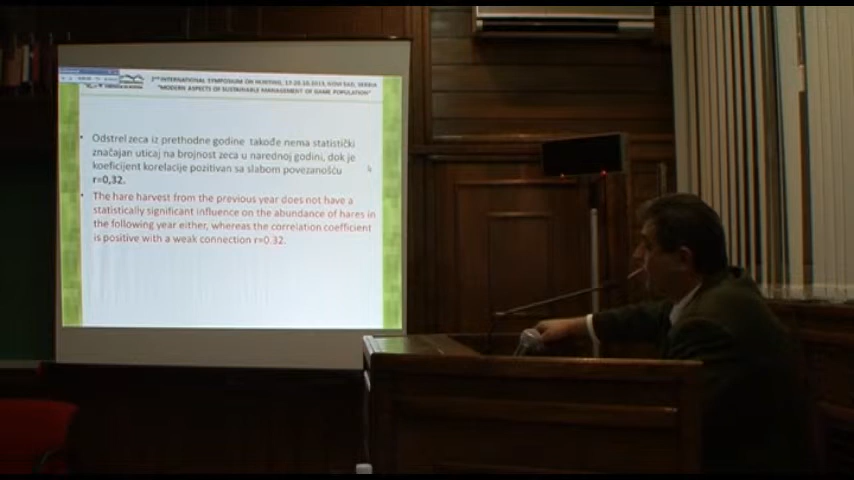 2ND INTERNATIONAL SYMPOSIUM ON HUNTING, 17-20.10.2013, NOVI SAD, SERBIA
"MODERN ASPECTS OF SUSTAINABLE MANAGEMENT OF GAME POPULATION"
• Odstrel zeca iz prethodne godine takođe nema statistički
značajan uticaj na brojnost zeca u narednoj godini, dok je
koeficijent korelacije pozitivan sa slabom povezanošću
r=0,32.
• The hare harvest from the previous year does not have a
statistically significant influence on the abundance of hares in
the following year either, whereas the correlation coefficient
is positive with a weak connection r=0.32.